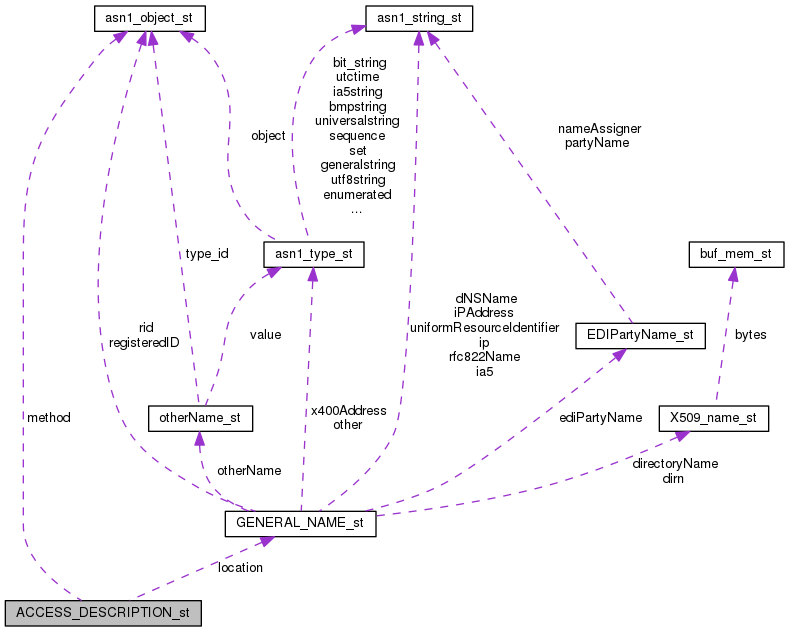 asn1_object_st
asn1_string_st
bit_string
utctime
ia5string
bmpstring
universalstring
sequence
set
generalstring
utf8string
enumerated
...
object
nameAssigner
partyName
asn1_type_st
buf_mem_st
type_id
dNSName
iPAddress
uniformResourceIdentifier
ip
rfc822Name
ia5
rid
registeredID
value
EDIPartyName_st
bytes
method
otherName_st
x400Address
other
ediPartyName
X509_name_st
otherName
directoryName
dirn
GENERAL_NAME_st
location
ACCESS_DESCRIPTION_st